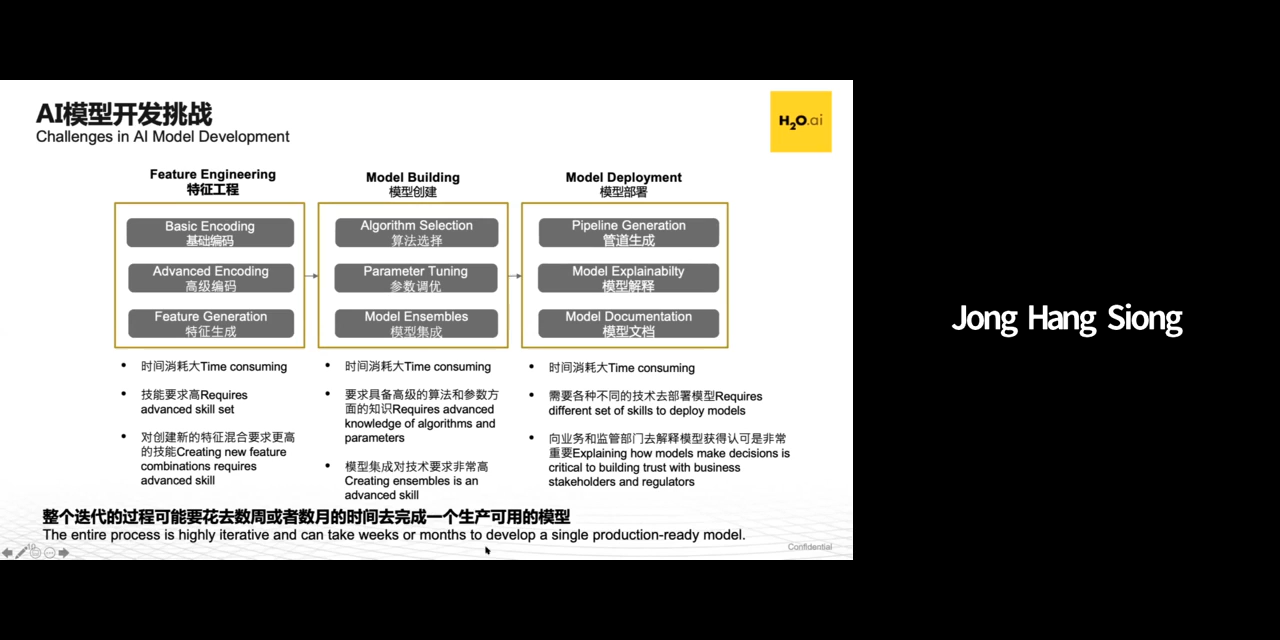 AI模型开发挑战
Challenges in AI Model Development
H2O.ai
Feature Engineering
特征工程
Basic Encoding
基础编码
Advanced Encoding
高级编码
Feature Generation
特征生成
• 时间消耗大Time consuming
• 技能要求高Requires
advanced skill set
• 对创建新的特征混合要求更高
的技能Creating new feature
combinations requires
advanced skill
Model Building
模型创建
Algorithm Selection
算法选择
Parameter Tuning
参数调优
Model Ensembles
模型集成
• 时间消耗大Time consuming
• 要求具备高级的算法和参数方
面的知识Requires advanced
knowledge of algorithms and
parameters
• 模型集成对技术要求非常高
Creating ensembles is an
advanced skill
Model Deployment
模型部署
Pipeline Generation
管道生成
Model Explainabilty
模型解释
Model Documentation
模型文档
• 时间消耗大Time consuming
• 需要各种不同的技术去部署模型Requires
different set of skills to deploy models
• 向业务和监管部门去解释模型获得认可是非常
重要Explaining how models make decisions is
critical to building trust with business
stakeholders and regulators
整个迭代的过程可能要花去数周或者数月的时间去完成一个生产可用的模型
The entire process is highly iterative and can take weeks or months to develop a single production-ready model.
Confidential
Jong Hang Siong